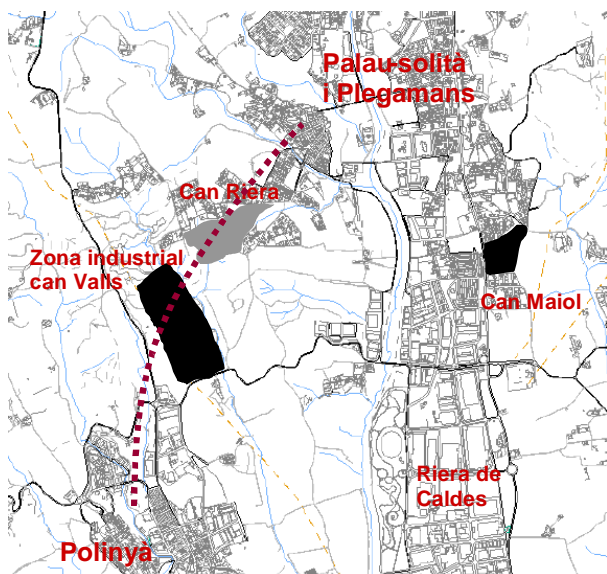 Palau-solità
i Plegamans
Can Riera
Zona industrial
can Valls
Can Maiol
Riera de
Caldes
Polinyà